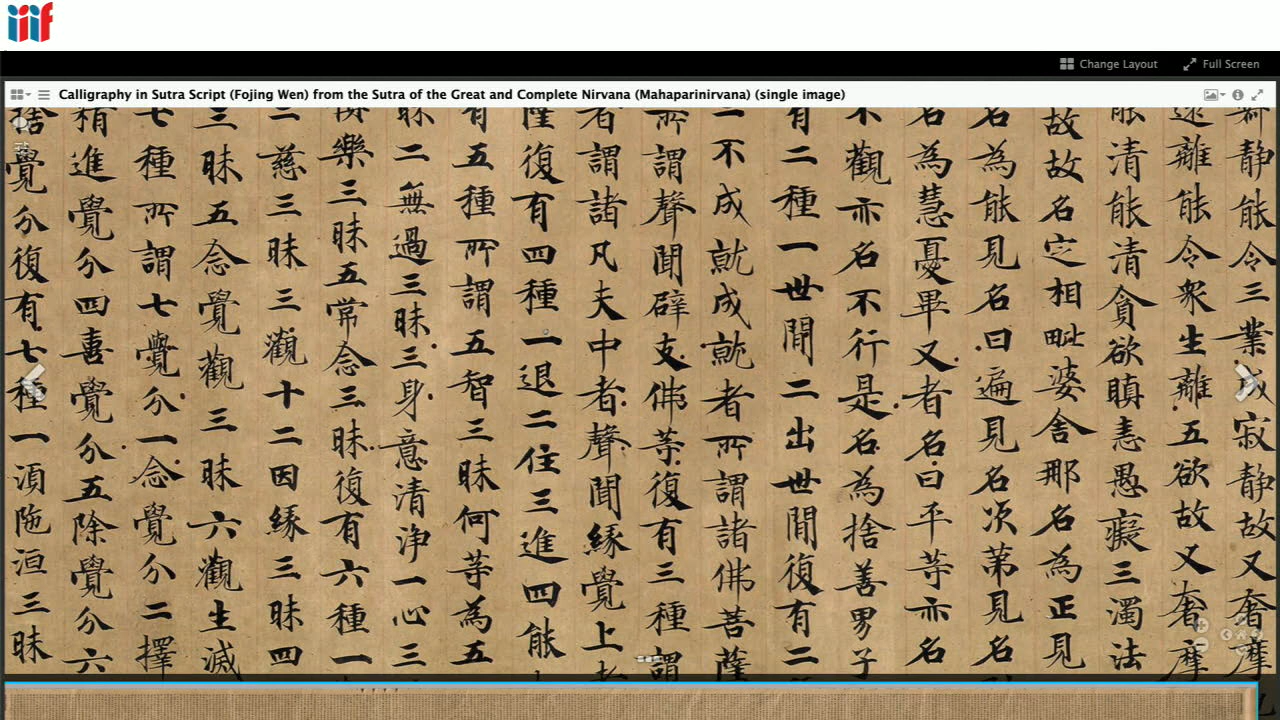 iiif
Change Layout
Full Screen
Calligraphy in Sutra Script (Fojing Wen) from the Sutra of the Great and Complete Nirvana (Mahaparinirvana) (single image)
静能令三業成寂静故又奢摩
遠離能令衆生離五欲故又奢摩
能清能清貪欲瞋恚愚癡三濁法
故故名定相毗婆舍那名為正見
名為能見名曰遍見名次第見名
名為慧憂畢又者名曰平等亦名
不觀亦名不行是名為捨善男子
有二種一世間二出世間復有二
一不成就成就者所謂諸佛菩薩
所謂聲聞辟支佛等復有三種謂
者謂諸凡夫中者聲聞緣覺上
薩復有四種一退二住三進四能
有五種所謂五智三昧何等為五
昧二無過三昧三身意清淨一心三
樂三昧五常念三昧復有六種一
二慈三昧三觀十二因緣三昧四
三昧五念覺觀三昧六觀生滅
七種所謂七覺分一念覺分二擇
精進覺分四喜覺分五除覺分六
捨覺分復有七種一須陁洹三昧